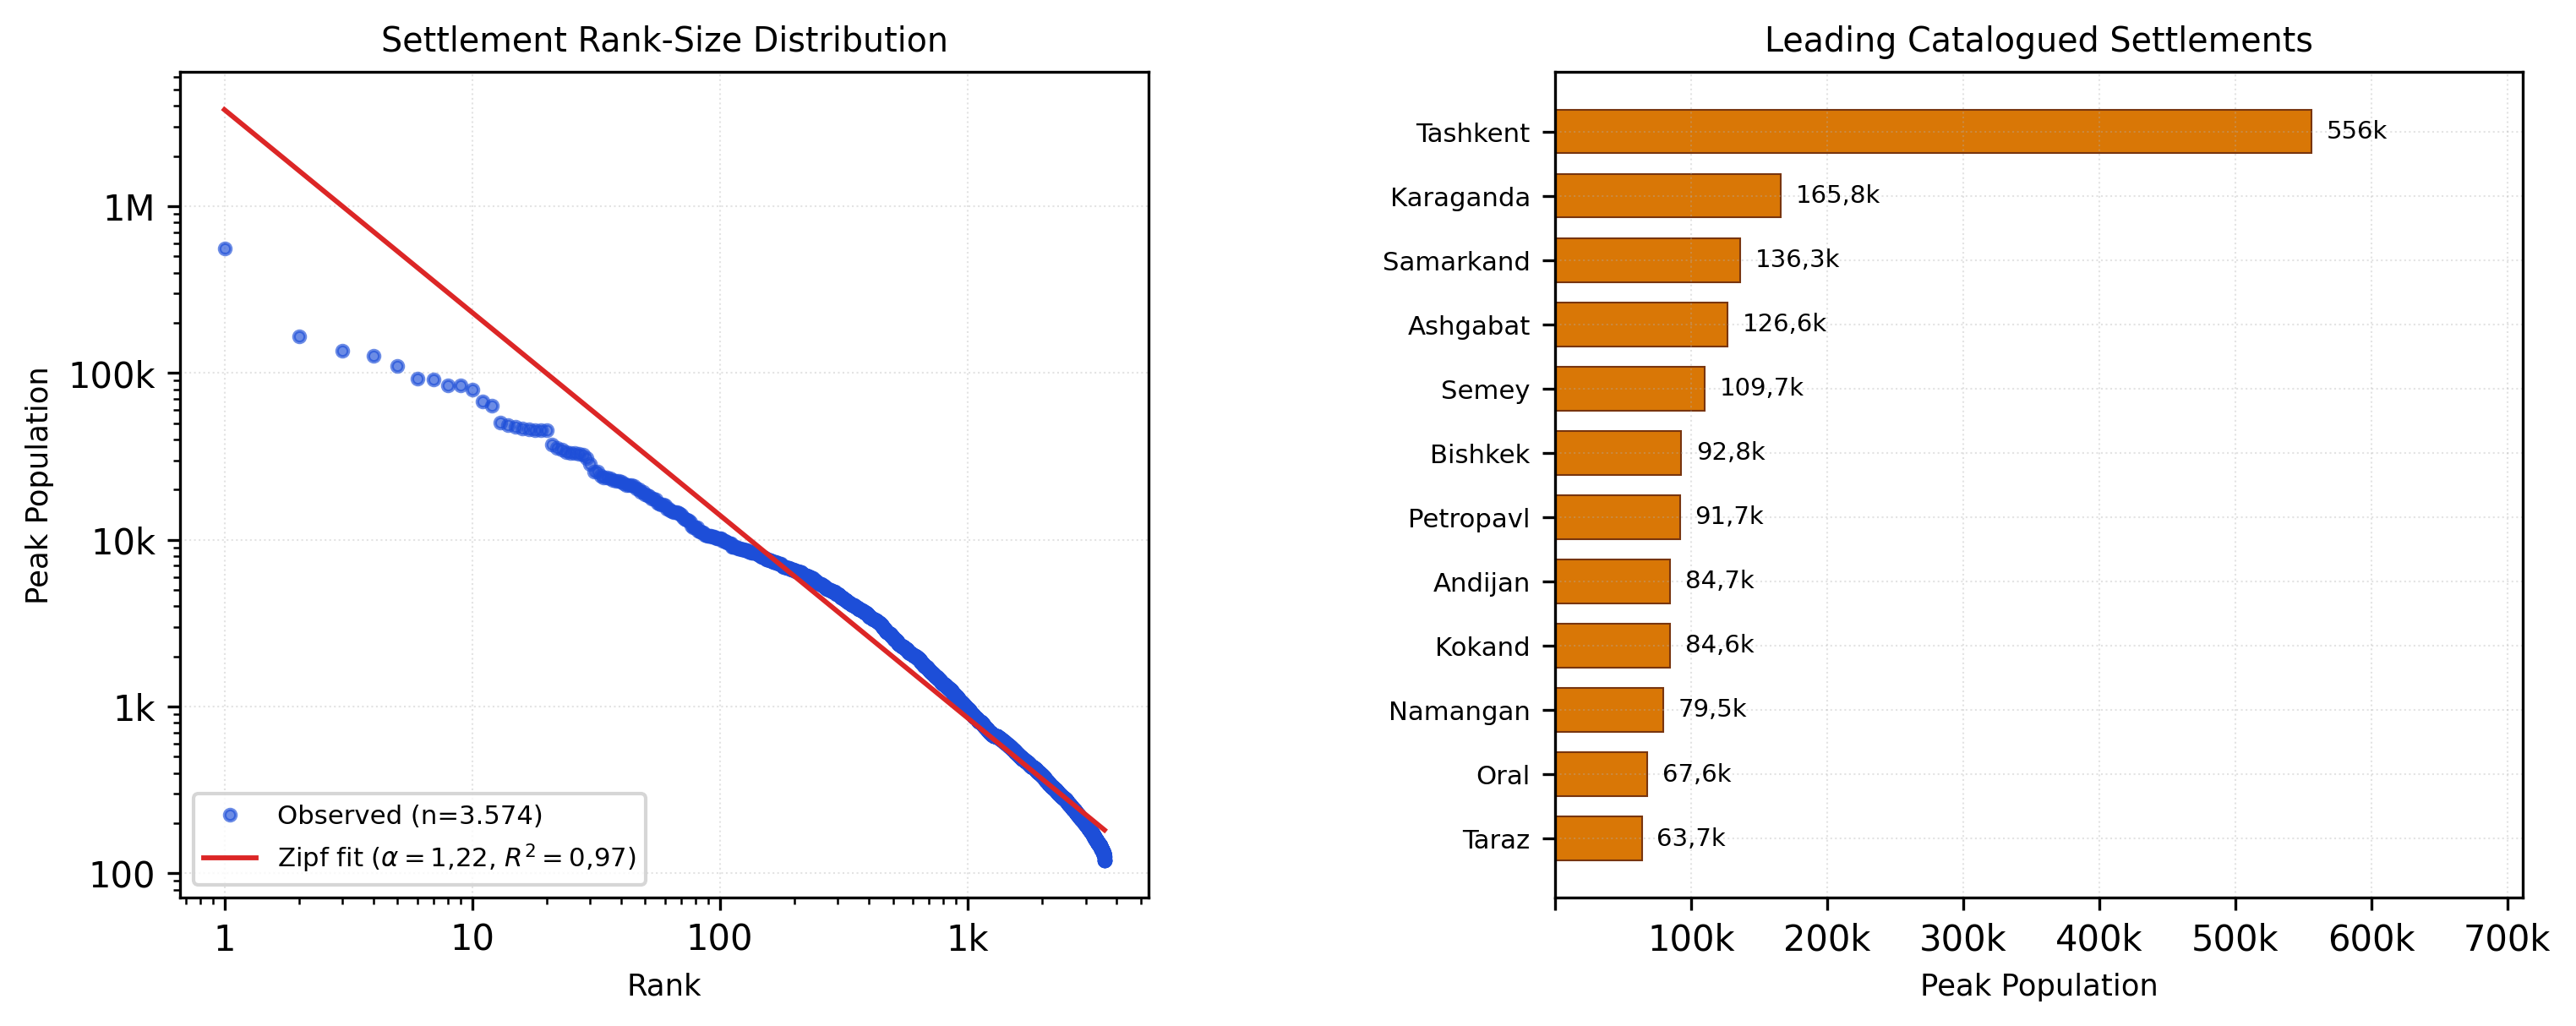 Settlement Rank-Size Distribution
Peak Population
1M
100k
10k
1k
100
Observed (n=3.574)
Zipf fit (α = 1,22, R² = 0,97)
1
10
100
1k
Rank
Leading Catalogued Settlements
Tashkent
556k
Karaganda
165,8k
Samarkand
136,3k
Ashgabat
126,6k
Semey
109,7k
Bishkek
92,8k
Petropavl
91,7k
Andijan
84,7k
Kokand
84,6k
Namangan
79,5k
Oral
67,6k
Taraz
63,7k
100k
200k
300k
400k
500k
600k
700k
Peak Population